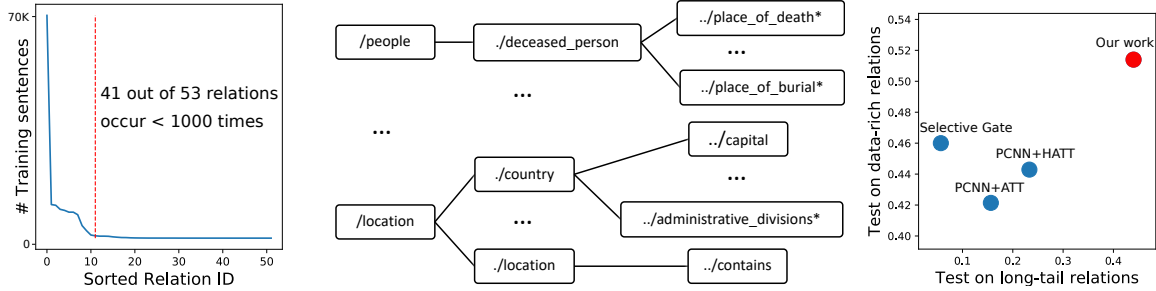 70K
0
# Training sentences
41 out of 53 relations
occur < 1000 times
0 10 20 30 40 50
Sorted Relation ID
/people
./deceased_person
../place_of_death*
...
../place_of_burial*
...
...
/location
./country
../capital
...
../administrative_divisions*
...
./location
../contains
0.54
0.52
0.50
0.48
0.46
0.44
0.42
0.40
Test on data-rich relations
Our work
Selective Gate
PCNN+HATT
PCNN+ATT
0.1 0.2 0.3 0.4
Test on long-tail relations